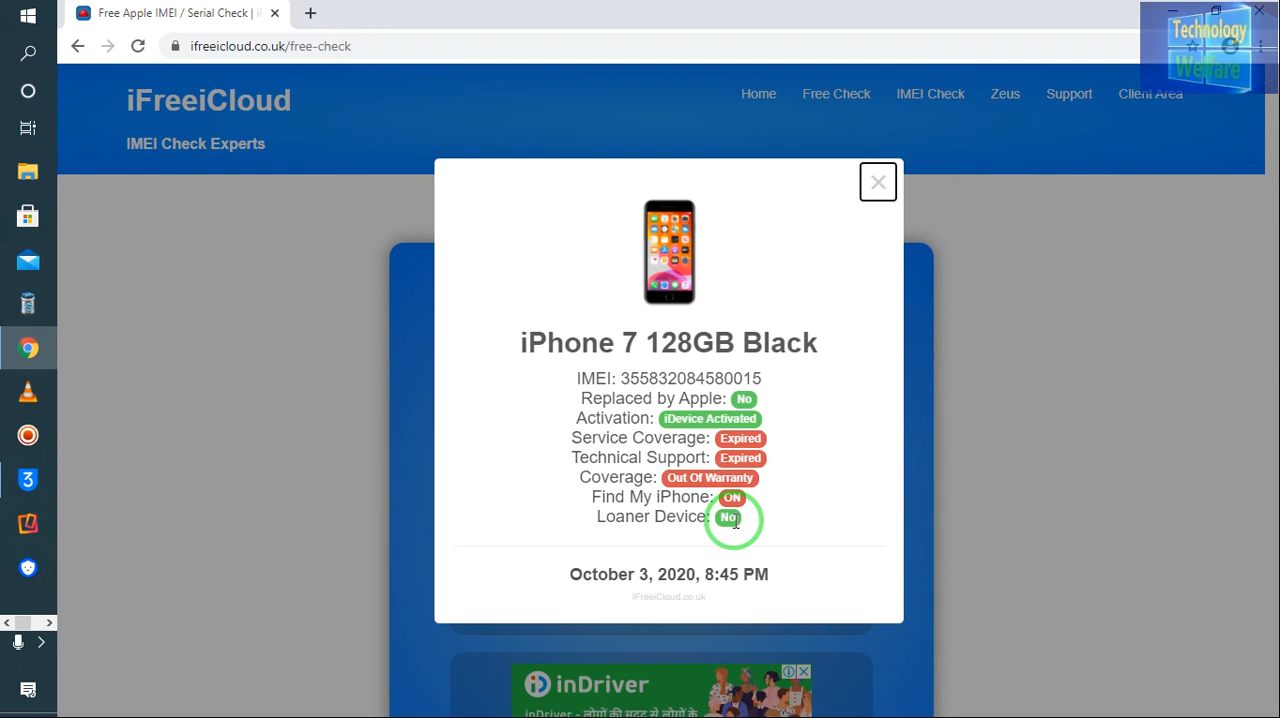 Free Apple IMEI / Serial Check | i
ifreeicloud.co.uk/free-check
Technology
Welfare
iFreeiCloud
Home
Free Check
IMEI Check
Zeus
Support
Client Area
IMEI Check Experts
iPhone 7 128GB Black
IMEI: 355832084580015
Replaced by Apple: No
Activation: iDevice Activated
Service Coverage: Expired
Technical Support: Expired
Coverage: Out Of Warranty
Find My iPhone: ON
Loaner Device: No
October 3, 2020, 8:45 PM
iFreeiCloud.co.uk
inDriver
inDriver - लोगों की मदद से लोगों के